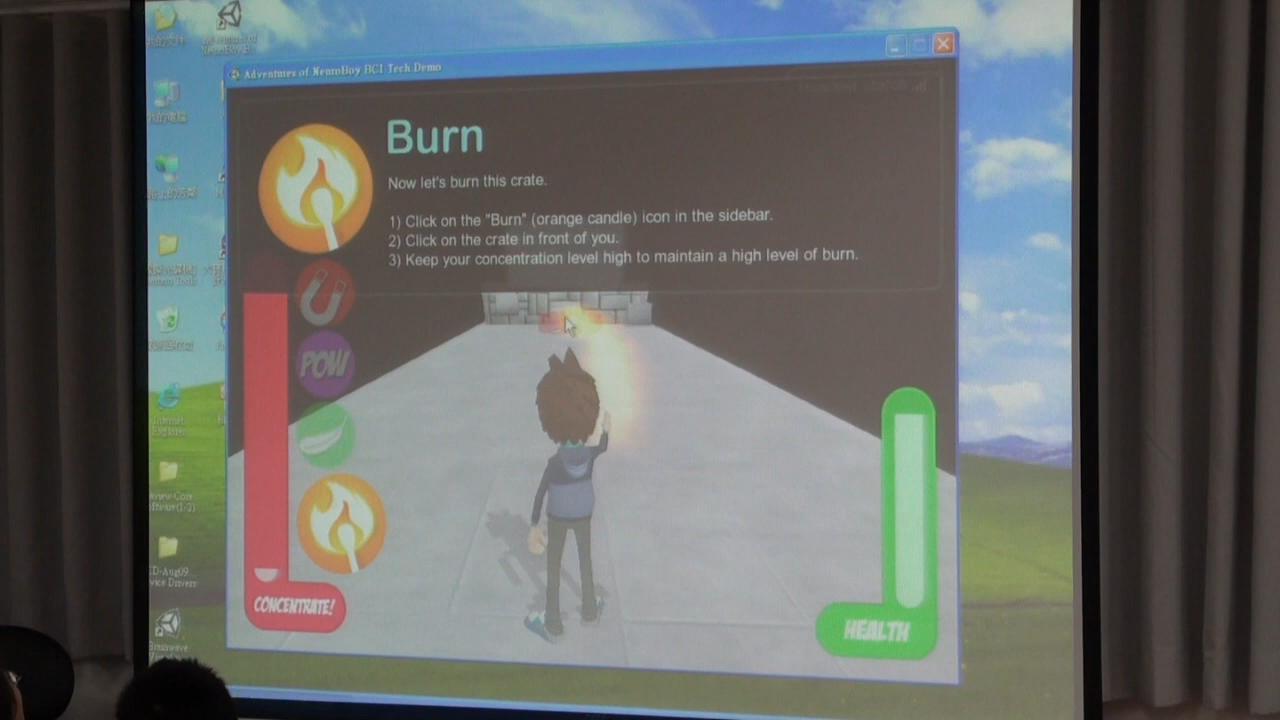 Adventures of NeuroBoy BCI Tech Demo
Burn
Now let's burn this crate.
1) Click on the "Burn" (orange candle) icon in the sidebar.
2) Click on the crate in front of you.
3) Keep your concentration level high to maintain a high level of burn.
POW
CONCENTRATE!
HEALTH
Internet
Explorer